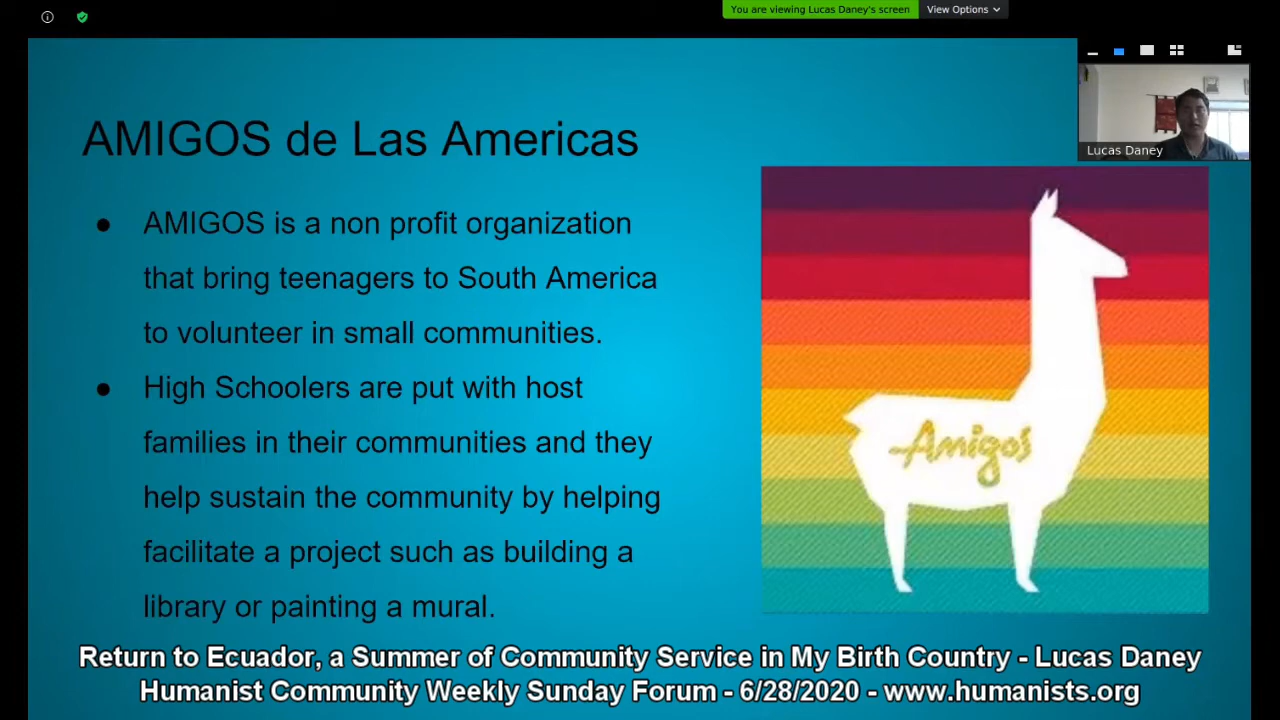 You are viewing Lucas Daney's screen
View Options
Lucas Daney
AMIGOS de Las Americas
● AMIGOS is a non profit organization
that bring teenagers to South America
to volunteer in small communities.
● High Schoolers are put with host
families in their communities and they
help sustain the community by helping
facilitate a project such as building a
library or painting a mural.
Amigos
Return to Ecuador, a Summer of Community Service in My Birth Country - Lucas Daney
Humanist Community Weekly Sunday Forum - 6/28/2020 - www.humanists.org